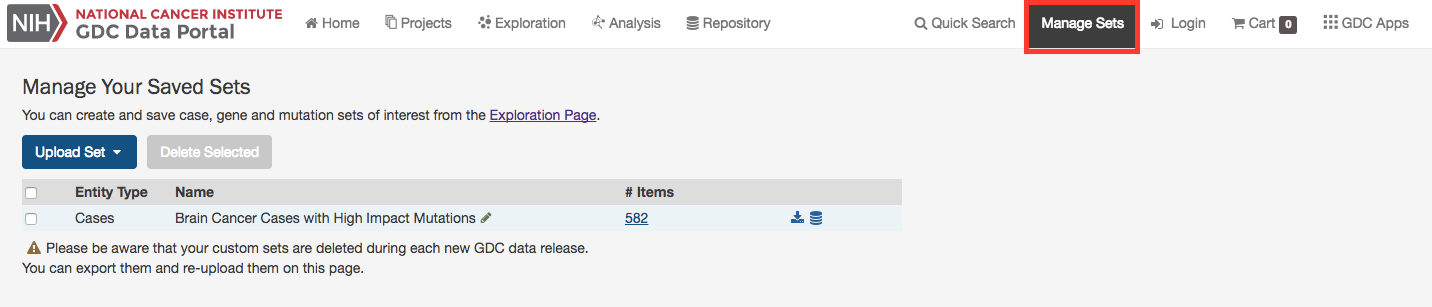 NIH NATIONAL CANCER INSTITUTE
GDC Data Portal
Home Projects Exploration Analysis Repository Quick Search Manage Sets Login Cart 0 GDC Apps
Manage Your Saved Sets
You can create and save case, gene and mutation sets of interest from the Exploration Page.
Upload Set Delete Selected
Entity Type Name # Items
Cases Brain Cancer Cases with High Impact Mutations 582
Please be aware that your custom sets are deleted during each new GDC data release.
You can export them and re-upload them on this page.